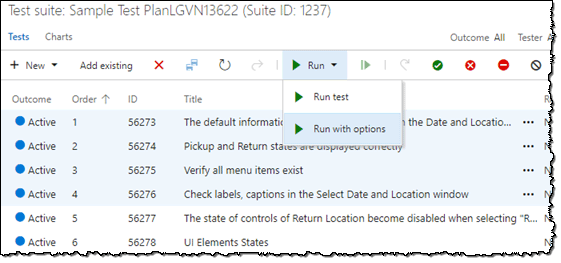 Test suite: Sample Test PlanLGVN13622 (Suite ID: 1237)
Tests Charts Outcome All Tester
New Add existing Run
Run test
Run with options
Outcome Order ID Title
Active 1 56273 The default informati the Date and Locatio...
Active 2 56274 Pickup and Return states are displayed correctly
Active 3 56275 Verify all menu items exist
Active 4 56276 Check labels, captions in the Select Date and Location window
Active 5 56277 The state of controls of Return Location become disabled when selecting "R...
Active 6 56278 UI Elements States